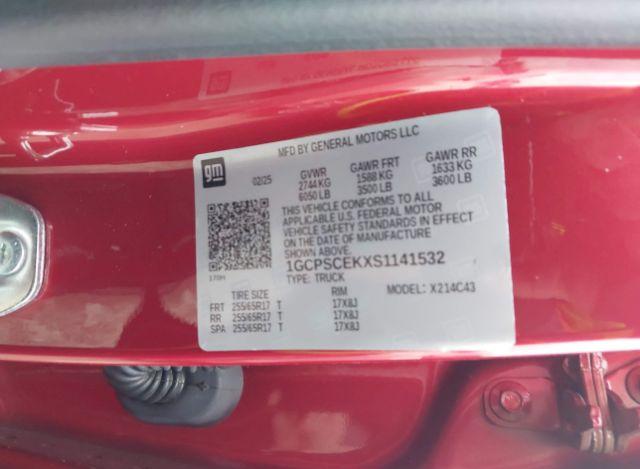 MFD BY GENERAL MOTORS LLC
gm
02/25
GVWR GAWR FRT GAWR RR
2744 KG 1588 KG 1633 KG
6050 LB 3500 LB 3600 LB
THIS VEHICLE CONFORMS TO ALL
APPLICABLE U.S. FEDERAL MOTOR
VEHICLE SAFETY STANDARDS IN EFFECT
ON THE DATE OF MANUFACTURE
SHOWN ABOVE.
1GCPSCEKXS1141532
TYPE: TRUCK
MODEL: X214C43
TIRE SIZE RIM
FRT 255/65R17 T 17X8J
RR 255/65R17 T 17X8J
SPA 255/65R17 T 17X8J